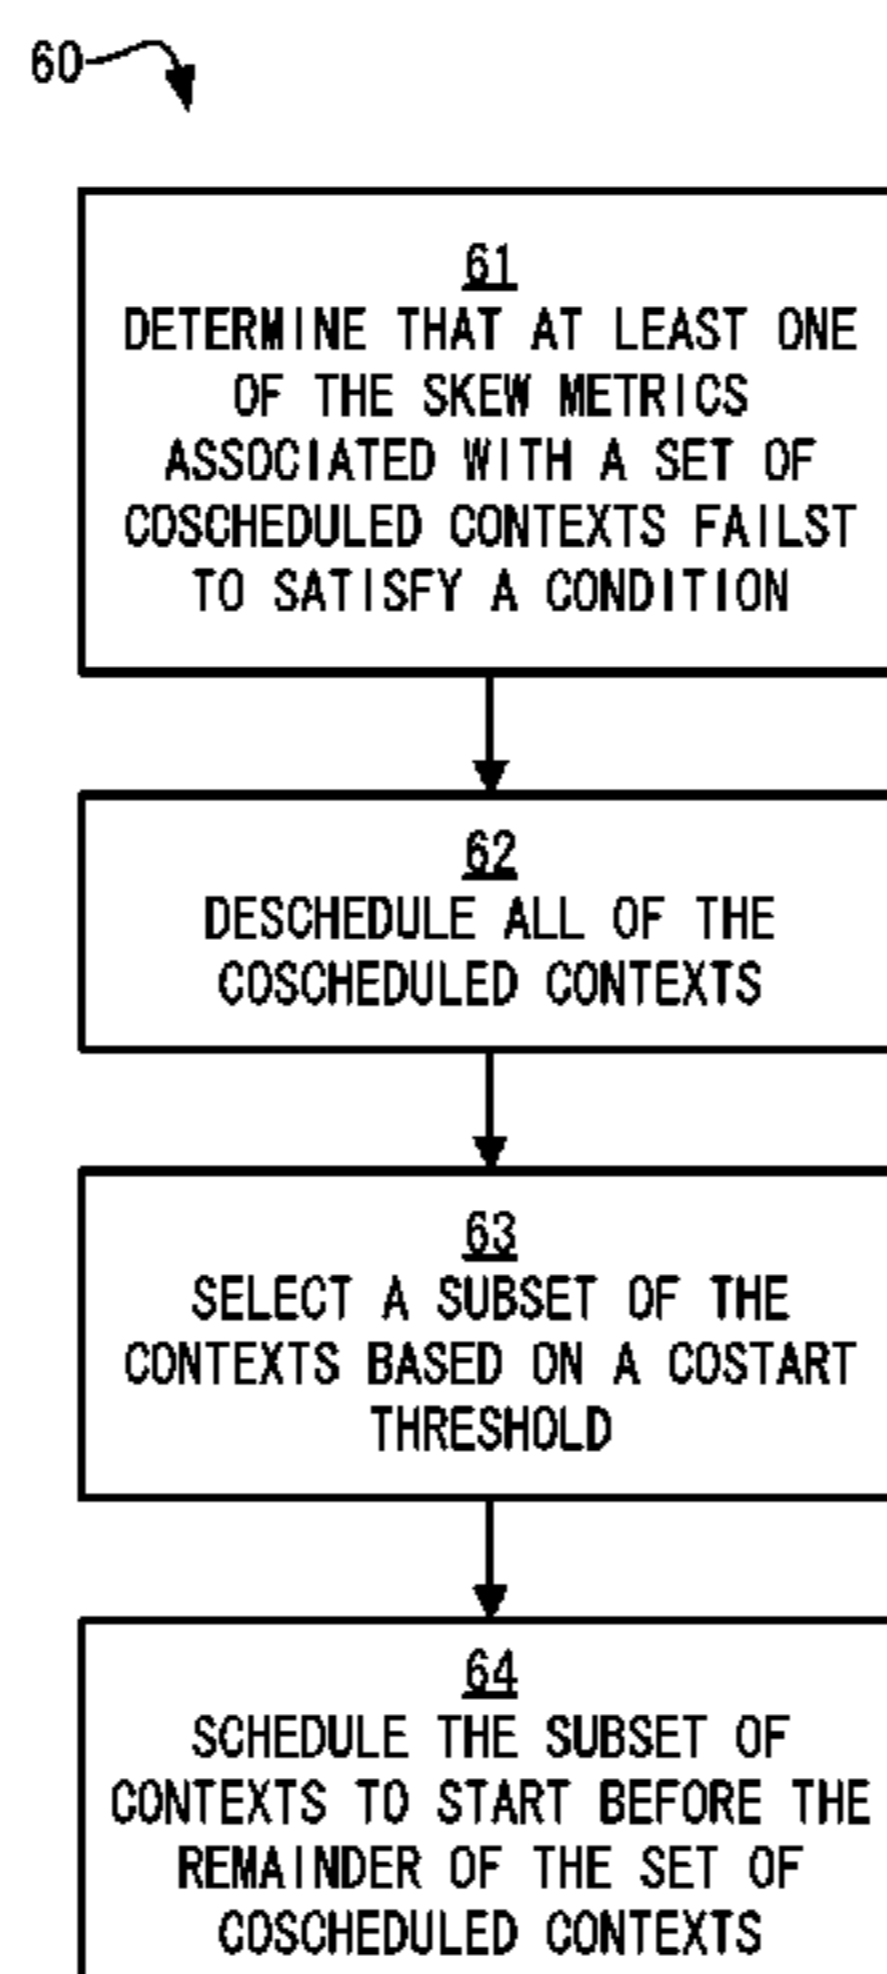 60
61
DETERMINE THAT AT LEAST ONE
OF THE SKEW METRICS
ASSOCIATED WITH A SET OF
COSCHEDULED CONTEXTS FAILST
TO SATISFY A CONDITION
62
DESCHEDULE ALL OF THE
COSCHEDULED CONTEXTS
63
SELECT A SUBSET OF THE
CONTEXTS BASED ON A COSTART
THRESHOLD
64
SCHEDULE THE SUBSET OF
CONTEXTS TO START BEFORE THE
REMAINDER OF THE SET OF
COSCHEDULED CONTEXTS